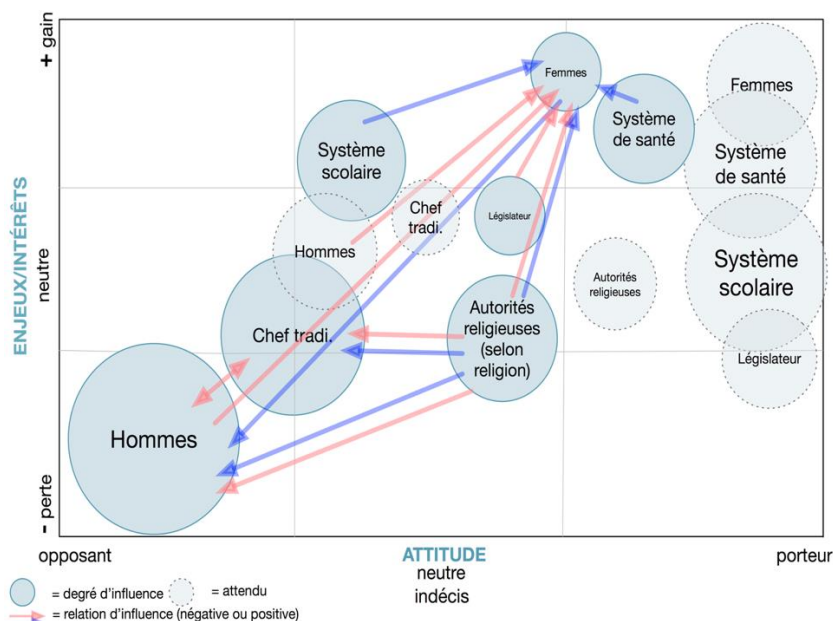 + gain
Femmes
Femmes
Système
scolaire
Système
de santé
Système
de santé
ENJEUX/INTÉRÊTS
neutre
Chef
tradi.
Législateur
Hommes
Système
scolaire
Autorités
religieuses
Chef tradi.
Autorités
religieuses
(selon
religion)
Législateur
Hommes
- perte
opposant
ATTITUDE
porteur
neutre
indécis
= degré d'influence
= attendu
= relation d'influence (négative ou positive)